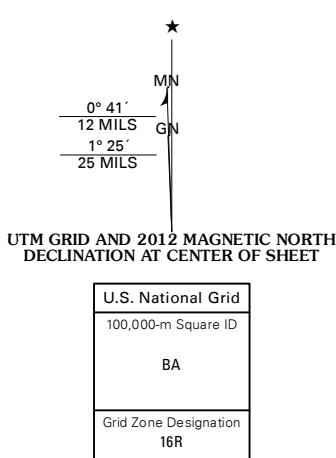 ★
MN
0° 41´
12 MILS
GN
1° 25´
25 MILS
UTM GRID AND 2012 MAGNETIC NORTH
DECLINATION AT CENTER OF SHEET
U.S. National Grid
100,000-m Square ID
BA
Grid Zone Designation
16R